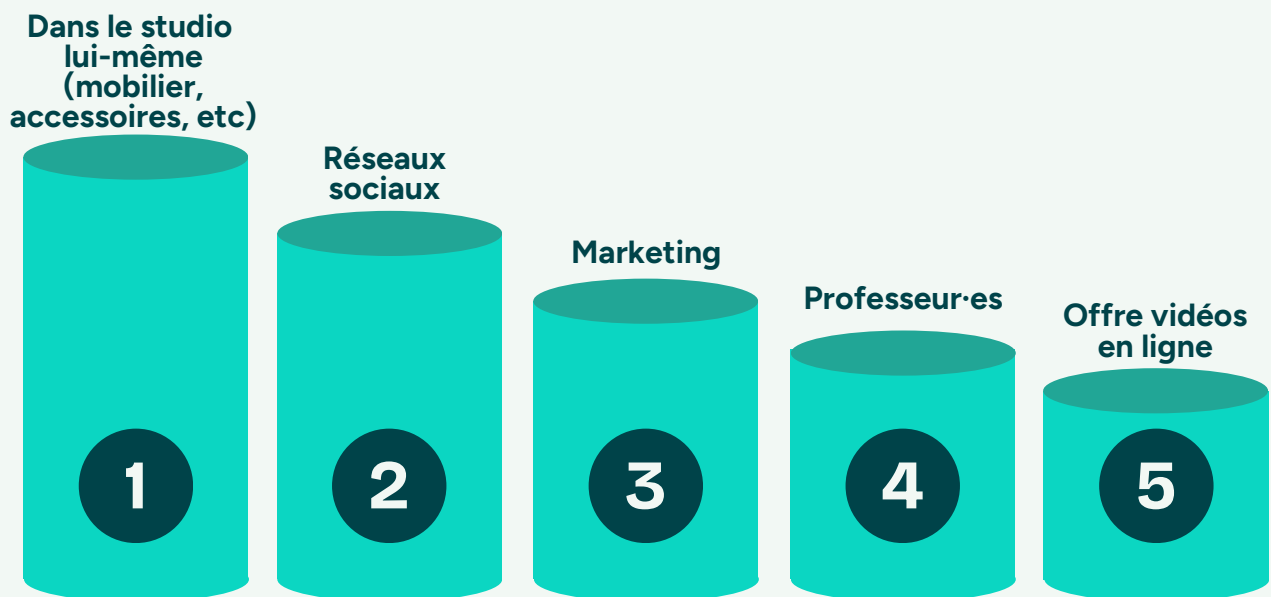 Dans le studio
lui-même
(mobilier,
accessoires, etc)
Réseaux
sociaux
Marketing
Professeur·es
Offre vidéos
en ligne
1
2
3
4
5